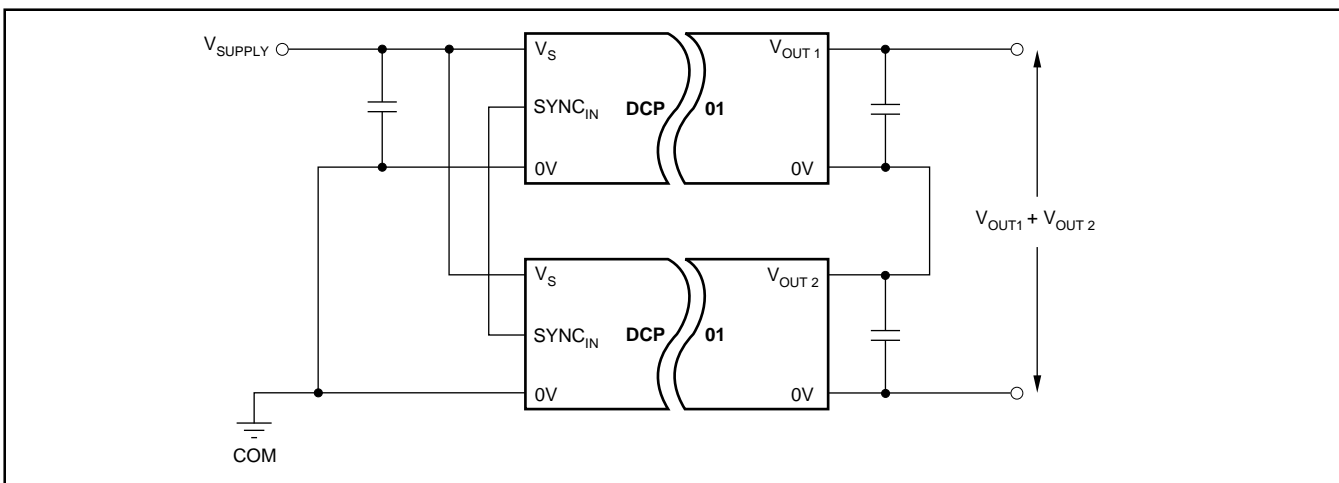 V_SUPPLY
V_S
V_OUT 1
SYNC_IN
DCP
01
0V
0V
V_OUT1 + V_OUT 2
V_S
V_OUT 2
SYNC_IN
DCP
01
0V
0V
COM